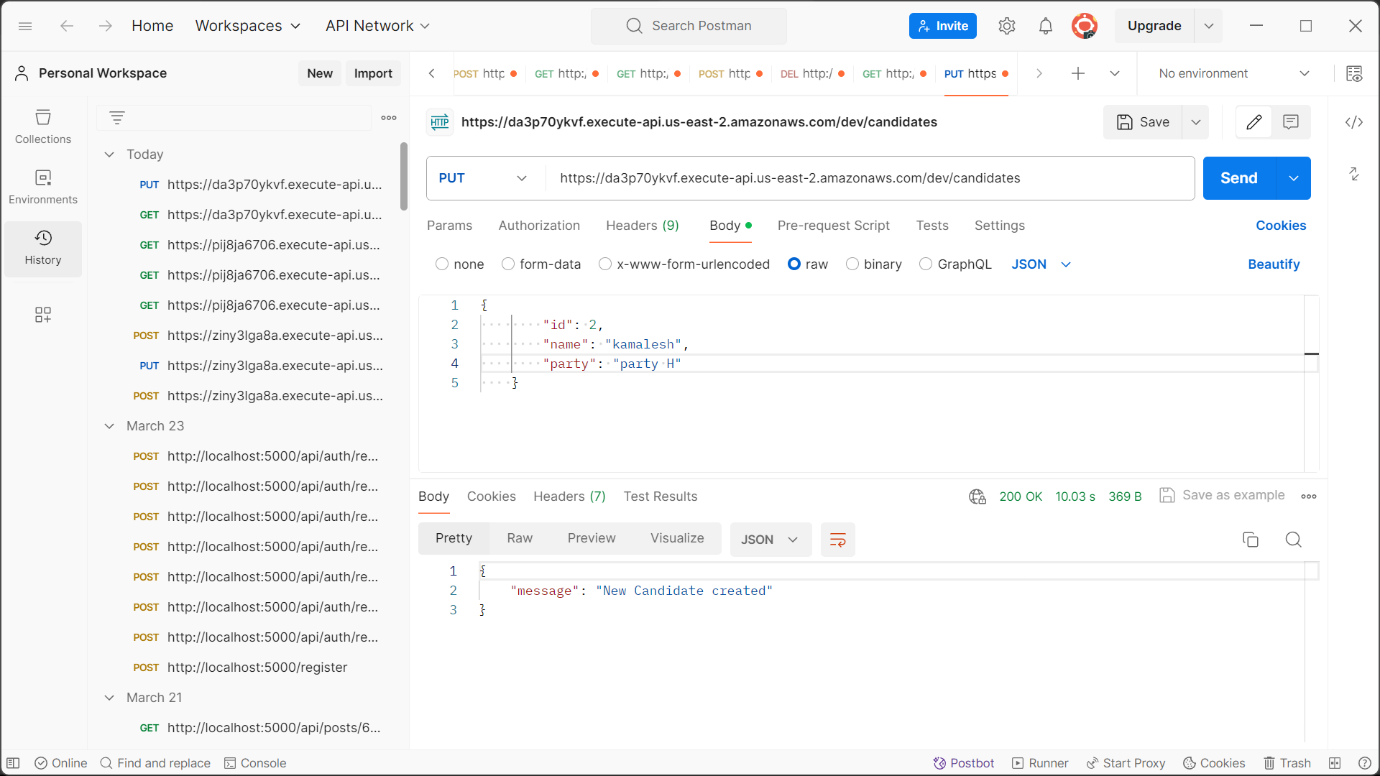 Home Workspaces API Network Search Postman Invite Upgrade
Personal Workspace New Import
POST http GET http:/ GET http:/ POST http DEL http:/ GET http:/ PUT https No environment
Collections
Environments
History
Today
PUT https://da3p70ykvf.execute-api.u...
GET https://da3p70ykvf.execute-api.u...
GET https://pij8ja6706.execute-api.us...
GET https://pij8ja6706.execute-api.us...
GET https://pij8ja6706.execute-api.us...
POST https://ziny3lga8a.execute-api.us...
PUT https://ziny3lga8a.execute-api.us...
POST https://ziny3lga8a.execute-api.us...
March 23
POST http://localhost:5000/api/auth/re...
POST http://localhost:5000/api/auth/re...
POST http://localhost:5000/api/auth/re...
POST http://localhost:5000/api/auth/re...
POST http://localhost:5000/api/auth/re...
POST http://localhost:5000/api/auth/re...
POST http://localhost:5000/api/auth/re...
POST http://localhost:5000/register
March 21
GET http://localhost:5000/api/posts/6...
HTTP https://da3p70ykvf.execute-api.us-east-2.amazonaws.com/dev/candidates Save
PUT https://da3p70ykvf.execute-api.us-east-2.amazonaws.com/dev/candidates Send
Params Authorization Headers (9) Body Pre-request Script Tests Settings Cookies
none form-data x-www-form-urlencoded raw binary GraphQL JSON Beautify
1 {
2 "id": 2,
3 "name": "kamalesh",
4 "party": "party H"
5 }
Body Cookies Headers (7) Test Results 200 OK 10.03 s 369 B Save as example
Pretty Raw Preview Visualize JSON
1 {
2 "message": "New Candidate created"
3 }
Online Find and replace Console Postbot Runner Start Proxy Cookies Trash